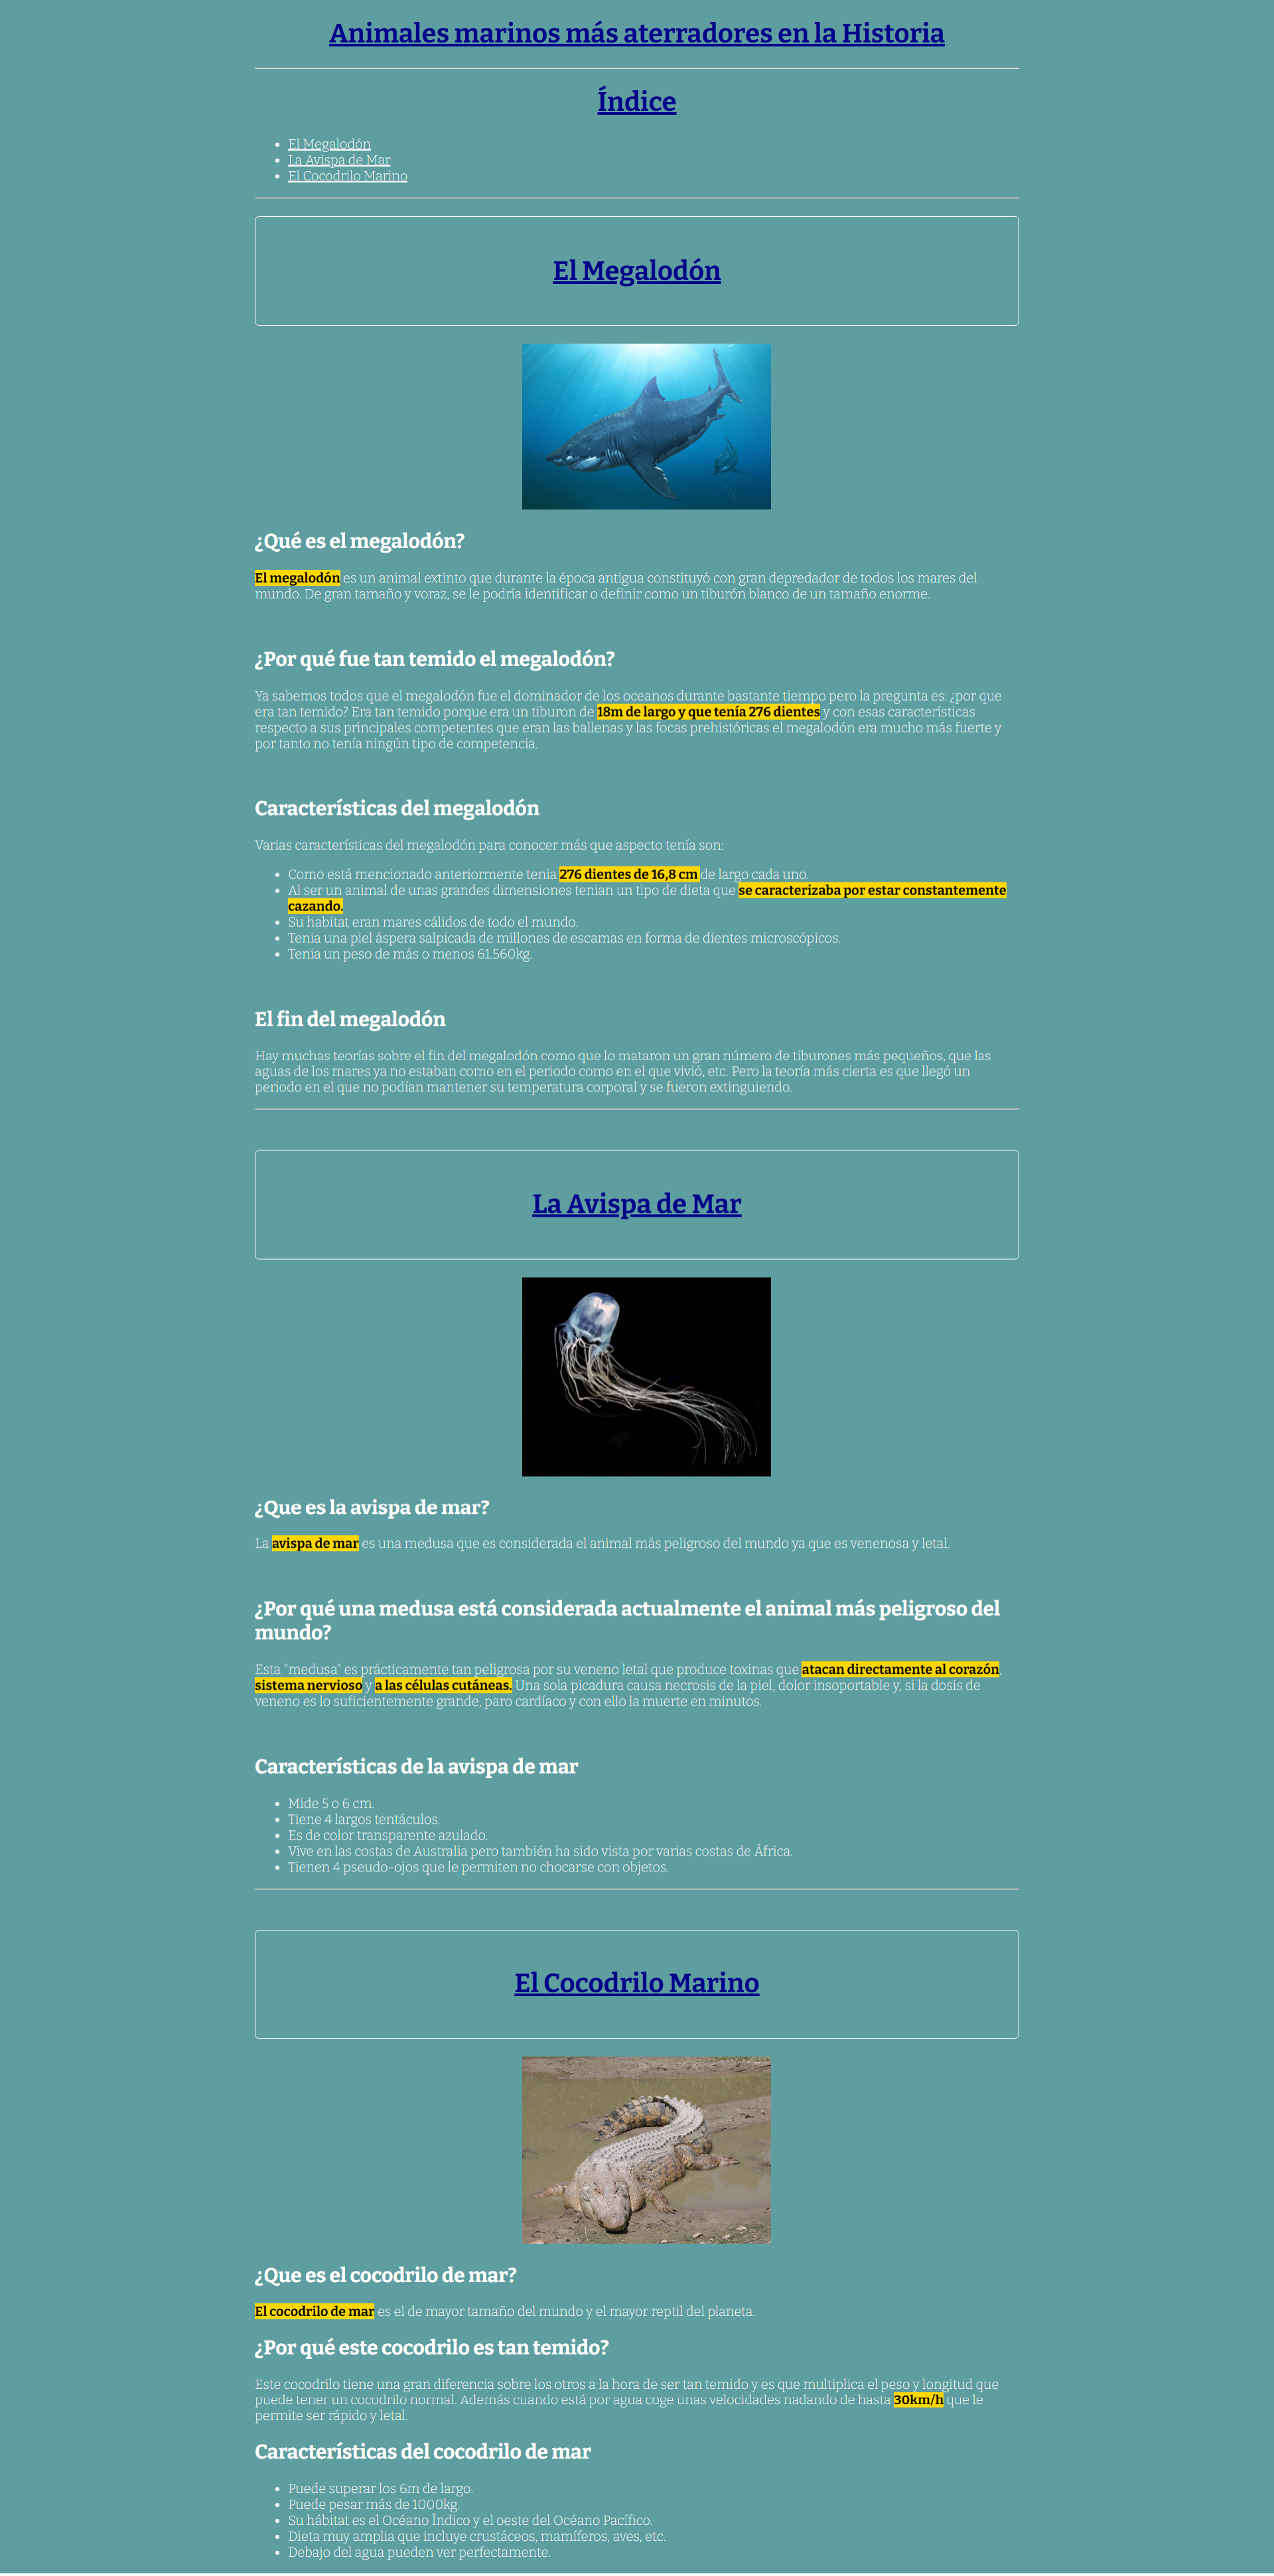 Animales marinos más aterradores en la Historia
Índice
El Megalodón
La Avispa de Mar
El Cocodrilo Marino
El Megalodón
¿Qué es el megalodón?
El megalodón es un animal extinto que durante la época antigua constituyó con gran depredador de todos los mares del
mundo. De gran tamaño y voraz, se le podría identificar o definir como un tiburón blanco de un tamaño enorme.
¿Por qué fue tan temido el megalodón?
Ya sabemos todos que el megalodón fue el dominador de los oceanos durante bastante tiempo pero la pregunta es: ¿por que
era tan temido? Era tan temido porque era un tiburon de 18m de largo y que tenía 276 dientes y con esas características
respecto a sus principales competentes que eran las ballenas y las focas prehistóricas el megalodón era mucho más fuerte y
por tanto no tenía ningún tipo de competencia.
Características del megalodón
Varias características del megalodón para conocer más que aspecto tenía son:
Como está mencionado anteriormente tenia 276 dientes de 16,8 cm de largo cada uno.
Al ser un animal de unas grandes dimensiones tenian un tipo de dieta que se caracterizaba por estar constantemente
cazando.
Su habitat eran mares cálidos de todo el mundo.
Tenia una piel áspera salpicada de millones de escamas en forma de dientes microscópicos.
Tenia un peso de más o menos 61.560kg.
El fin del megalodón
Hay muchas teorías sobre el fin del megalodón como que lo mataron un gran número de tiburones más pequeños, que las
aguas de los mares ya no estaban como en el periodo como en el que vivió, etc. Pero la teoría más cierta es que llegó un
periodo en el que no podían mantener su temperatura corporal y se fueron extinguiendo.
La Avispa de Mar
¿Que es la avispa de mar?
La avispa de mar es una medusa que es considerada el animal más peligroso del mundo ya que es venenosa y letal.
¿Por qué una medusa está considerada actualmente el animal más peligroso del
mundo?
Esta "medusa" es prácticamente tan peligrosa por su veneno letal que produce toxinas que atacan directamente al corazón,
sistema nervioso y a las células cutáneas. Una sola picadura causa necrosis de la piel, dolor insoportable y, si la dosis de
veneno es lo suficientemente grande, paro cardíaco y con ello la muerte en minutos.
Características de la avispa de mar
Mide 5 o 6 cm.
Tiene 4 largos tentáculos.
Es de color transparente azulado.
Vive en las costas de Australia pero también ha sido vista por varias costas de África.
Tienen 4 pseudo-ojos que le permiten no chocarse con objetos.
El Cocodrilo Marino
¿Que es el cocodrilo de mar?
El cocodrilo de mar es el de mayor tamaño del mundo y el mayor reptil del planeta.
¿Por qué este cocodrilo es tan temido?
Este cocodrilo tiene una gran diferencia sobre los otros a la hora de ser tan temido y es que multiplica el peso y longitud que
puede tener un cocodrilo normal. Además cuando está por agua coge unas velocidades nadando de hasta 30km/h que le
permite ser rápido y letal.
Características del cocodrilo de mar
Puede superar los 6m de largo.
Puede pesar más de 1000kg.
Su hábitat es el Océano Índico y el oeste del Océano Pacífico.
Dieta muy amplia que incluye crustáceos, mamíferos, aves, etc.
Debajo del agua pueden ver perfectamente.